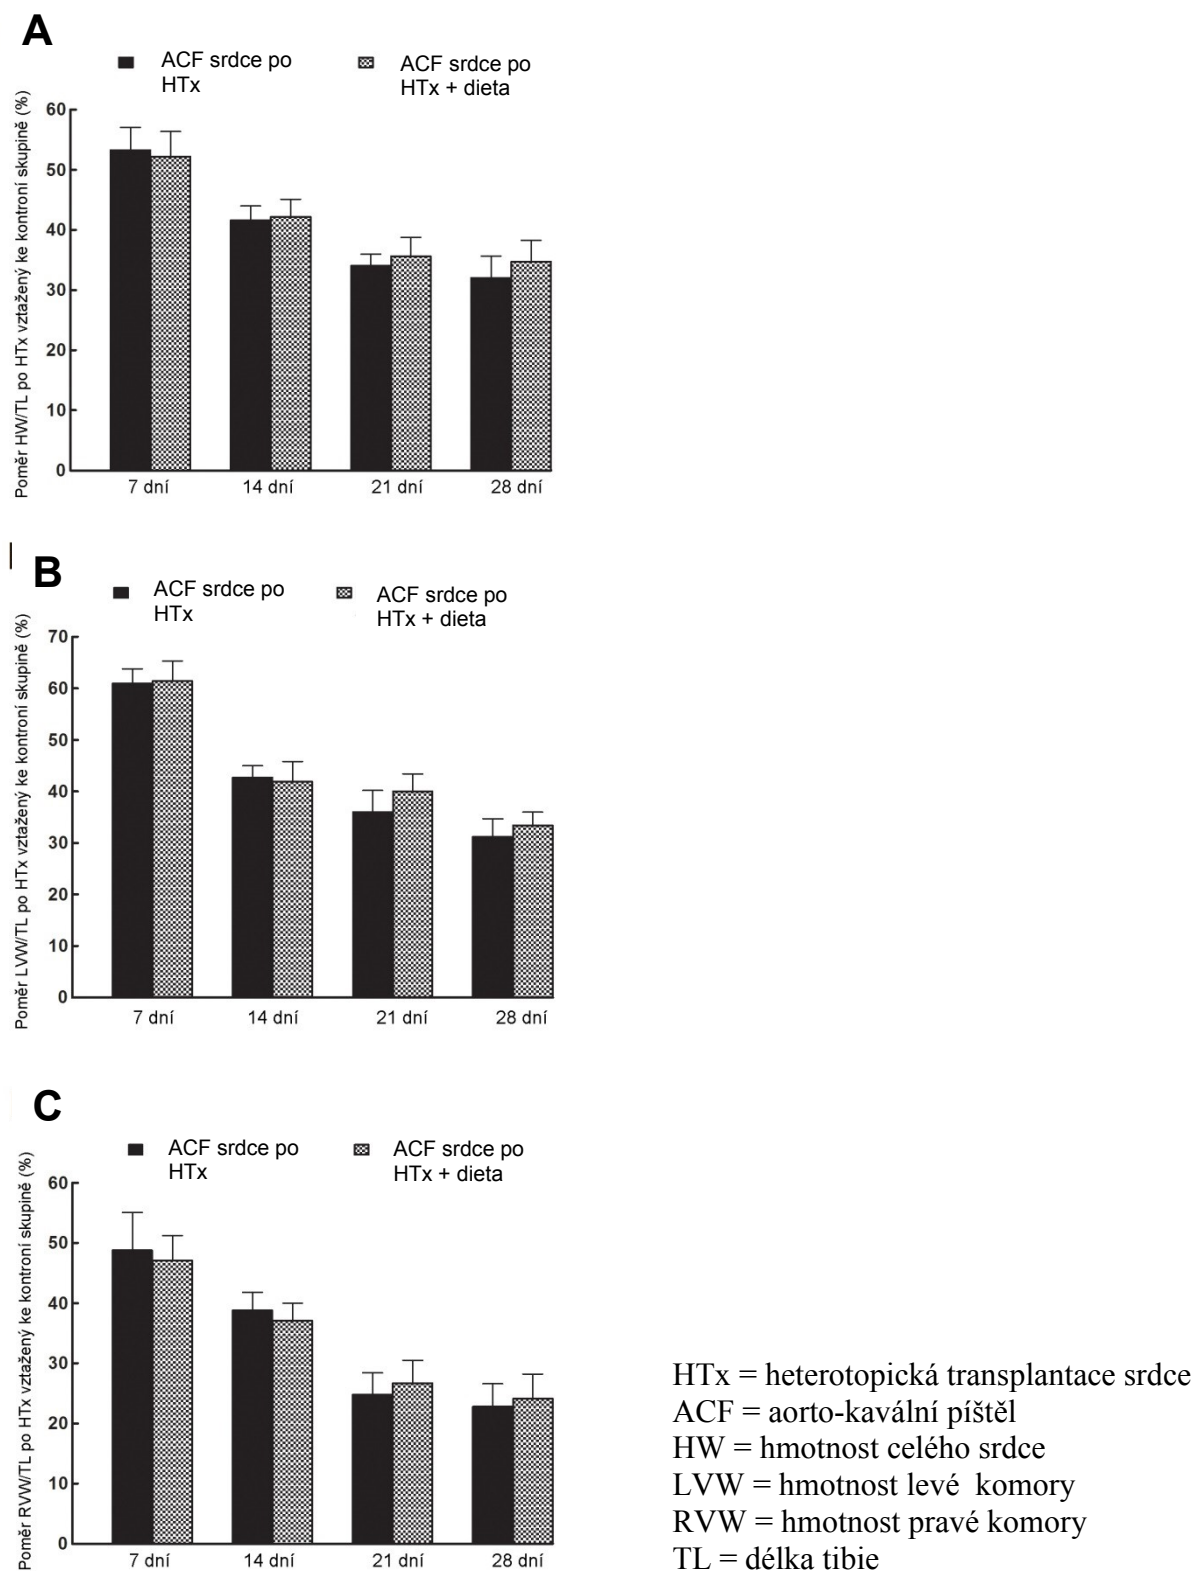 A
ACF srdce po
HTx
ACF srdce po
HTx + dieta
Poměr HW/TL po HTx vztažený ke kontroní skupině (%)
60
50
40
30
20
10
0
7 dní
14 dní
21 dní
28 dní
B
ACF srdce po
HTx
ACF srdce po
HTx + dieta
Poměr LVW/TL po HTx vztažený ke kontroní skupině (%)
70
60
50
40
30
20
10
0
7 dní
14 dní
21 dní
28 dní
C
ACF srdce po
HTx
ACF srdce po
HTx + dieta
Poměr RVW/TL po HTx vztažený ke kontroní skupině (%)
60
50
40
30
20
10
0
7 dní
14 dní
21 dní
28 dní
HTx = heterotopická transplantace srdce
ACF = aorto-kavální píštěl
HW = hmotnost celého srdce
LVW = hmotnost levé komory
RVW = hmotnost pravé komory
TL = délka tibie